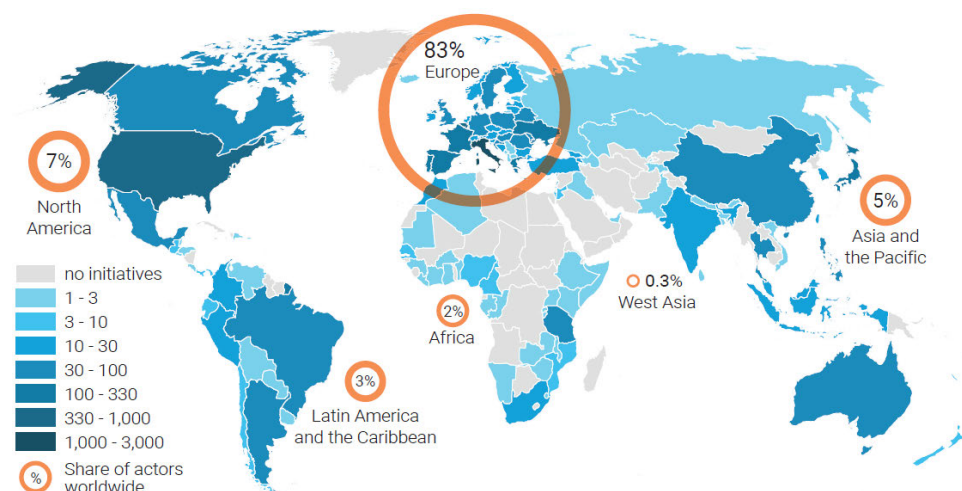 83%
Europe
7%
North
America
5%
Asia and
the Pacific
0.3%
West Asia
2%
Africa
3%
Latin America
and the Caribbean
no initiatives
1 - 3
3 - 10
10 - 30
30 - 100
100 - 330
330 - 1,000
1,000 - 3,000
% Share of actors
worldwide